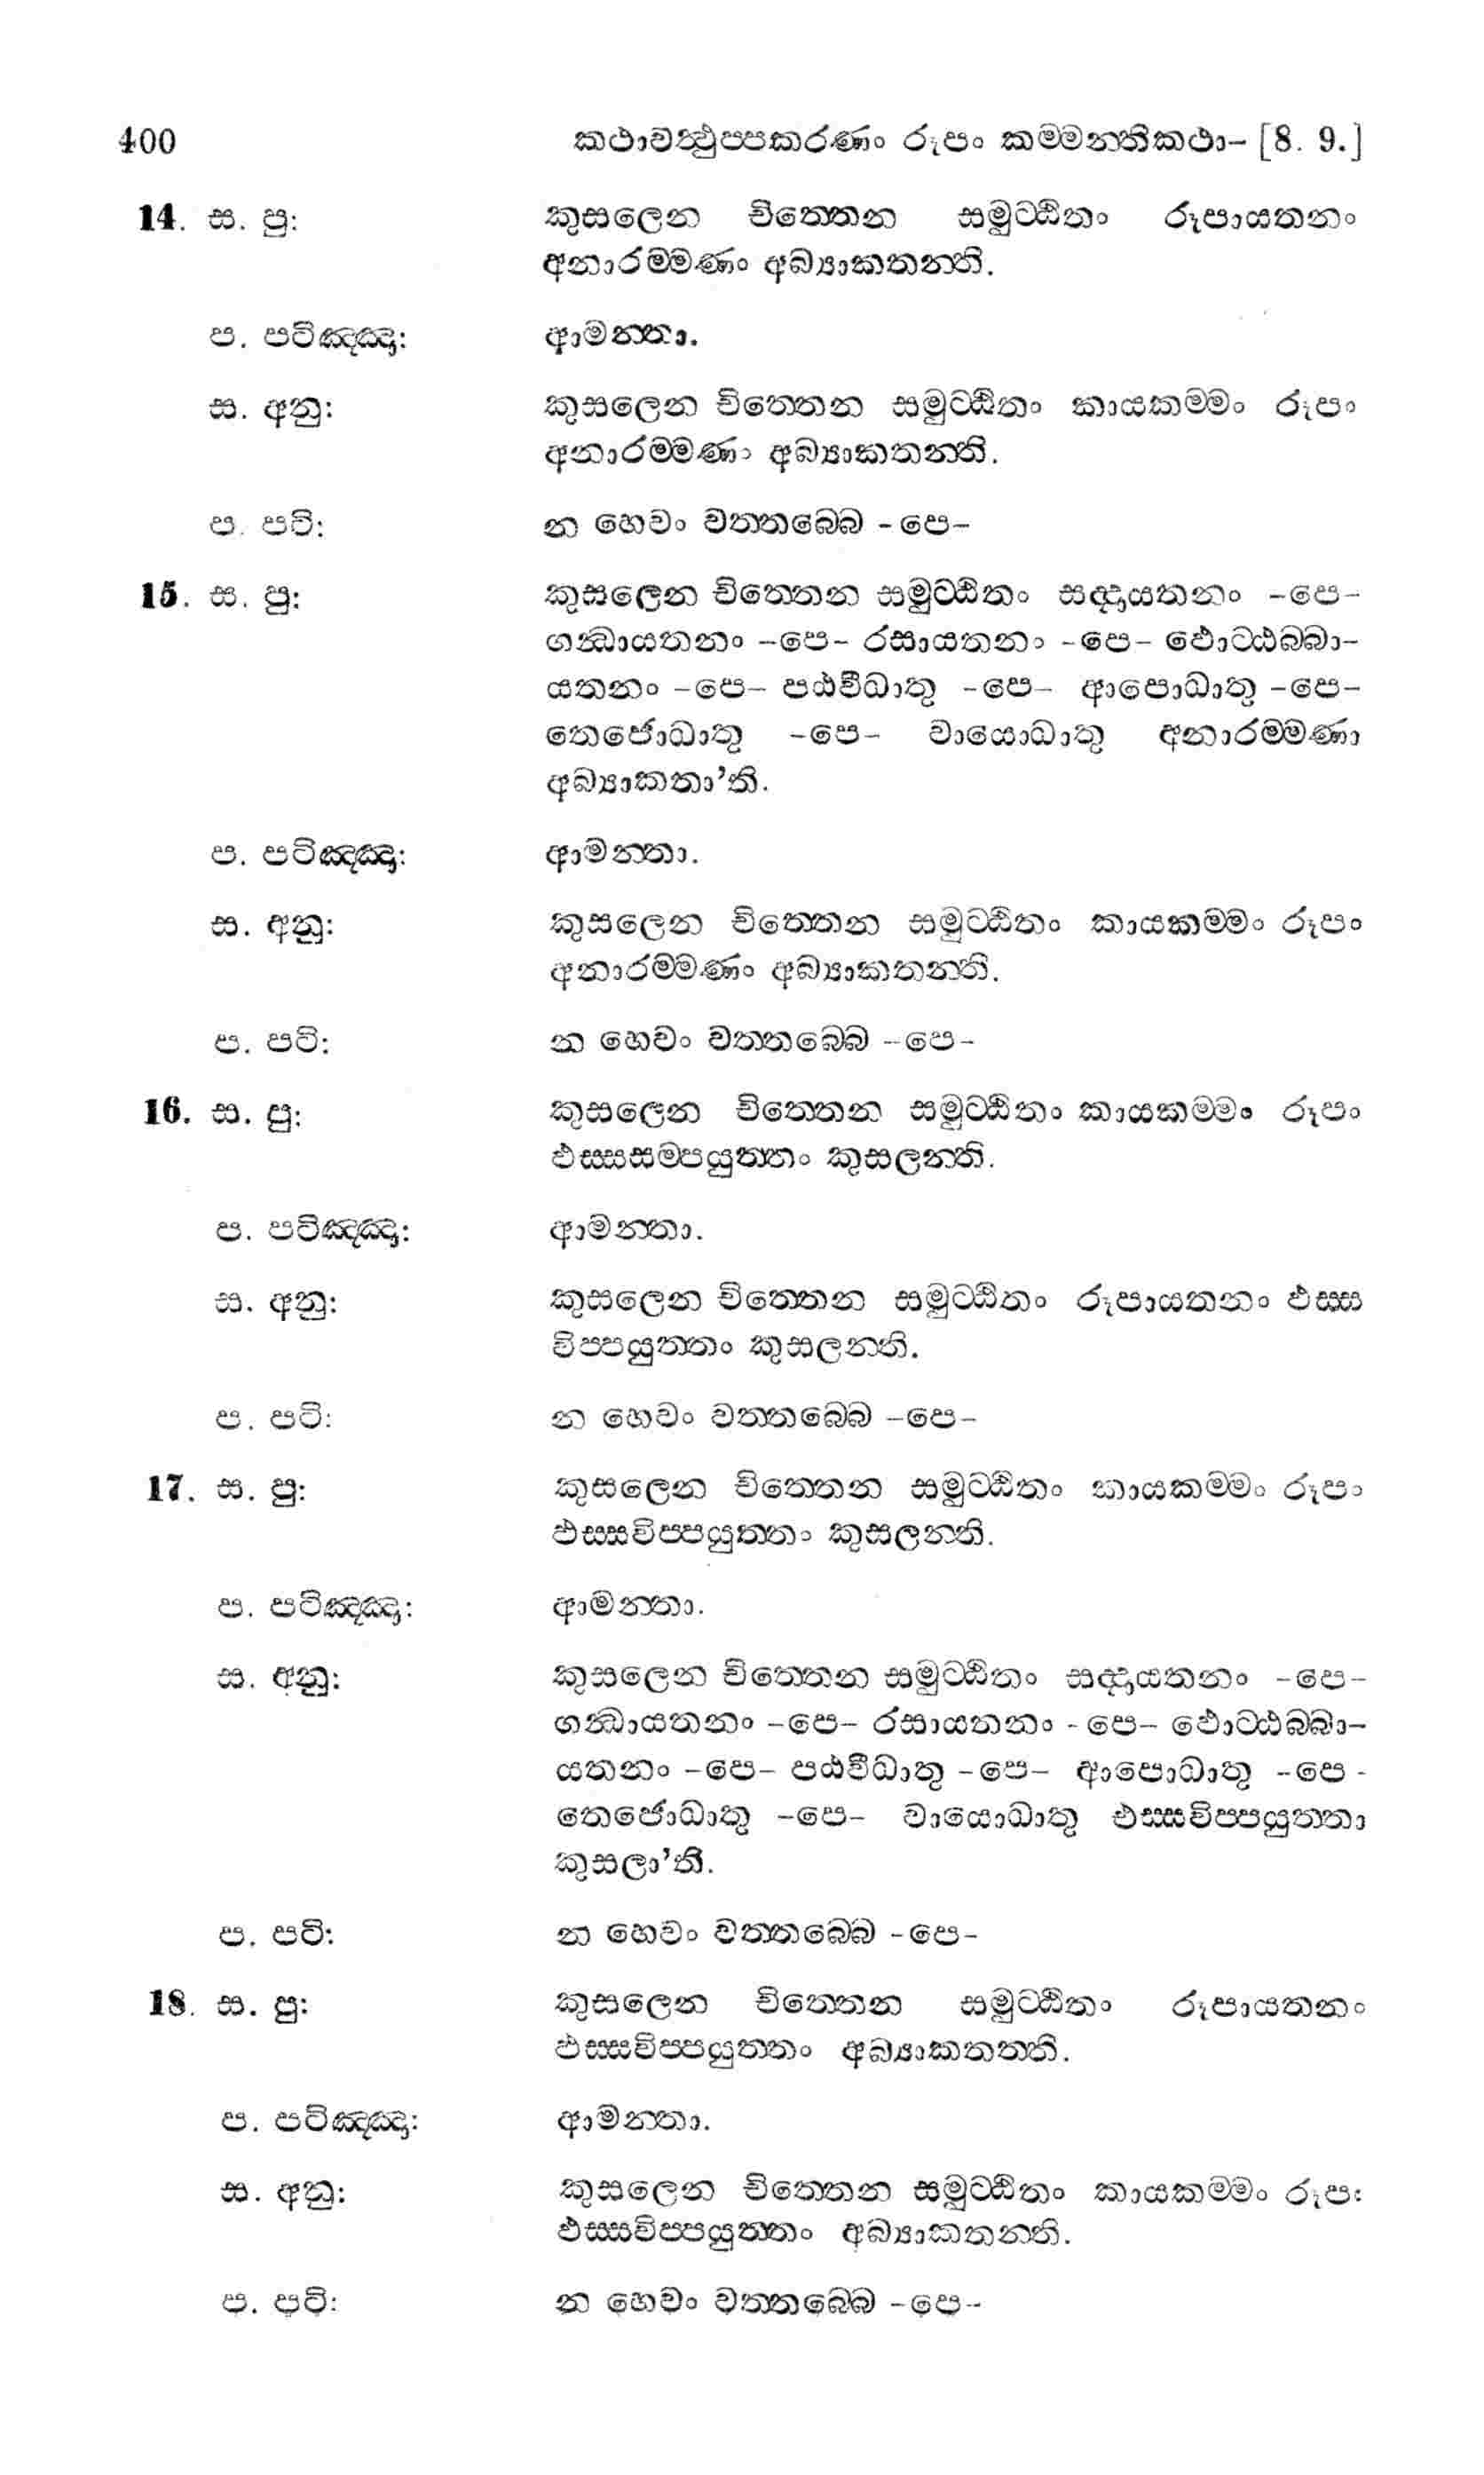 400 කථාවත්‍ථුප‍්පකරණං රූපං කම‍්මන‍්තිකථා– [8. 9.]
14. ස. පු: කුසලෙන චිත‍්තෙන සමුට‍්ඨිතං රූපායතනං
අනාරම‍්මණං අබ්‍යාකතන‍්ති.
ප. පටිඤ‍්ඤා: ආමන‍්තා.
ස. අනු: කුසලෙන චිත‍්තෙන සමුට‍්ඨිතං කායකම‍්මං රූපං
අනාරම‍්මණං අබ්‍යාකතන‍්ති.
ප. පටි: න හෙවං වත‍්තබ‍්බෙ -පෙ-
15. ස. පු: කුසලෙන චිත‍්තෙන සමුට‍්ඨිතං සද්‍දායතනං -පෙ-
ගන්‍ධායතනං -පෙ- රසායතනං -පෙ- ඵොට‍්ඨබ‍්බා-
යතනං -පෙ- පඨවීධාතු -පෙ- ආපොධාතු -පෙ-
තෙජොධාතු -පෙ- වායොධාතු අනාරම‍්මණා
අබ්‍යාකතා’ති.
ප. පටිඤ‍්ඤා: ආමන‍්තා.
ස. අනු: කුසලෙන චිත‍්තෙන සමුට‍්ඨිතං කායකම‍්මං රූපං
අනාරම‍්මණං අබ්‍යාකතන‍්ති.
ප. පටි: න හෙවං වත‍්තබ‍්බෙ -පෙ-
16. ස. පු: කුසලෙන චිත‍්තෙන සමුට‍්ඨිතං කායකම‍්මං රූපං
ඵස‍්සසම‍්පයුත‍්තං කුසලන‍්ති.
ප. පටිඤ‍්ඤා: ආමන‍්තා.
ස. අනු: කුසලෙන චිත‍්තෙන සමුට‍්ඨිතං රූපායතනං ඵස‍්ස
විප‍්පයුත‍්තං කුසලන‍්ති.
ප. පටි: න හෙවං වත‍්තබ‍්බෙ -පෙ-
17. ස. පු: කුසලෙන චිත‍්තෙන සමුට‍්ඨිතං කායකම‍්මං රූපං
ඵස‍්සවිප‍්පයුත‍්තං කුසලන‍්ති.
ප. පටිඤ‍්ඤා: ආමන‍්තා.
ස. අනු: කුසලෙන චිත‍්තෙන සමුට‍්ඨිතං සද්‍දායතනං -පෙ-
ගන්‍ධායතනං -පෙ- රසායතනං -පෙ- ඵොට‍්ඨබ‍්බා-
යතනං -පෙ- පඨවීධාතු -පෙ- ආපොධාතු -පෙ-
තෙජොධාතු -පෙ- වායොධාතු එස‍්සවිප‍්පයුත‍්තා
කුසලා’ති.
ප. පටි: න හෙවං වත‍්තබ‍්බෙ -පෙ-
18. ස. පු: කුසලෙන චිත‍්තෙන සමුට‍්ඨිතං රූපායතනං
ඵස‍්සවිප‍්පයුත‍්තං අබ්‍යාකතත‍්ති.
ප. පටිඤ‍්ඤා: ආමන‍්තා.
ස. අනු: කුසලෙන චිත‍්තෙන සමුට‍්ඨිතං කායකම‍්මං රූපං
ඵස‍්සවිප‍්පයුත‍්තං අබ්‍යාකතන‍්ති.
ප. පටි: න හෙවං වත‍්තබ‍්බෙ -පෙ-